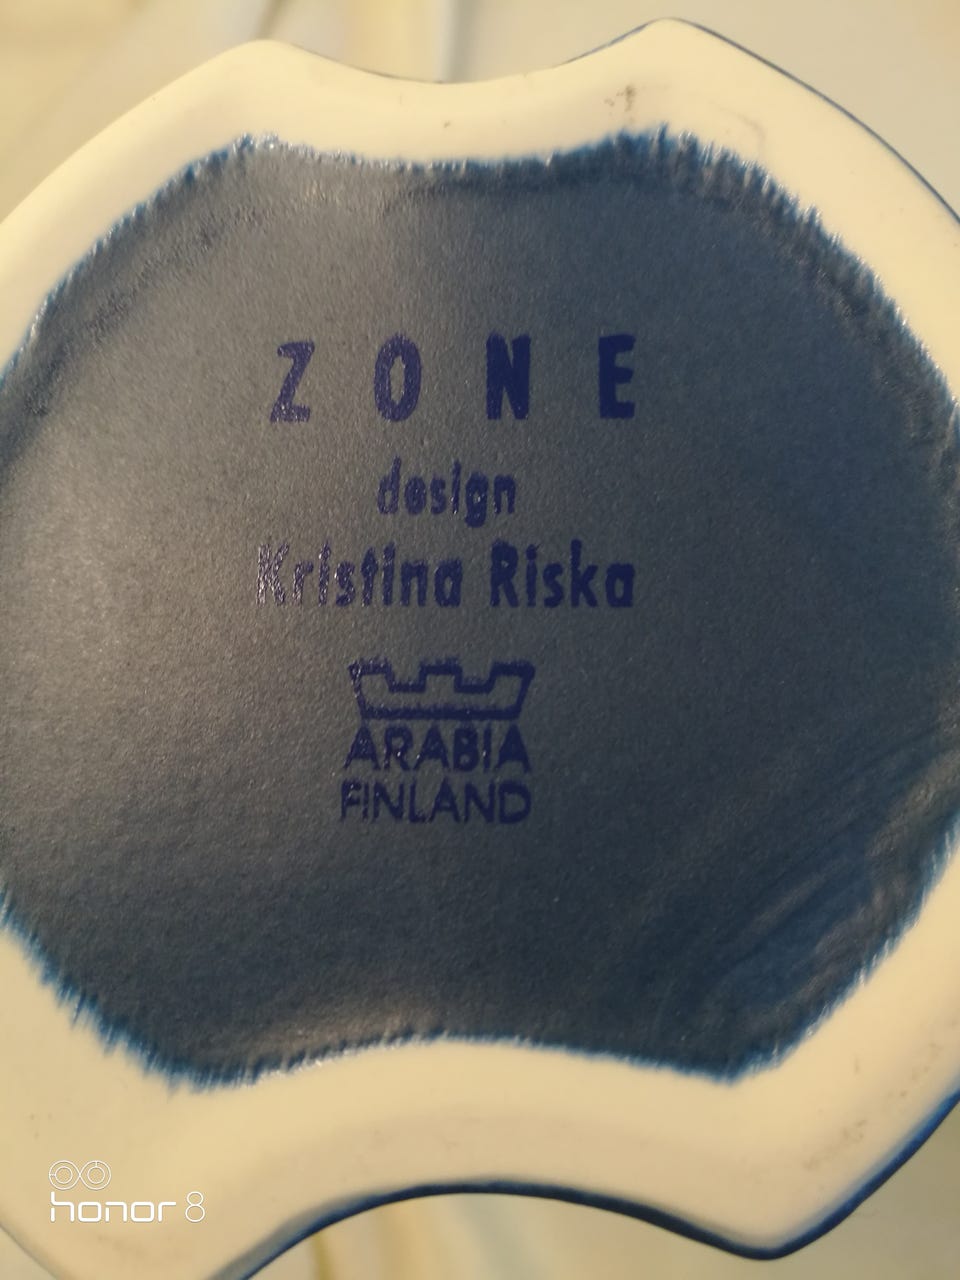 ZONE
design
Kristina Riska
ARABIA
FINLAND
honor 8